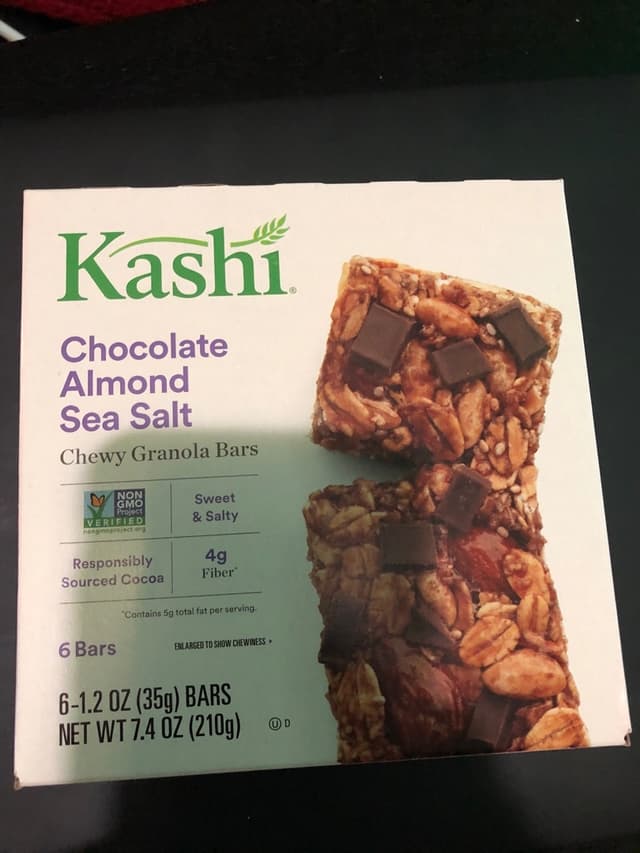 Kashi®
Chocolate
Almond
Sea Salt
Chewy Granola Bars
NON
GMO
Project
VERIFIED
nongmoproject.org
Sweet
& Salty
Responsibly
Sourced Cocoa
4g
Fiber*
*Contains 5g total fat per serving.
6 Bars
ENLARGED TO SHOW CHEWINESS
6-1.2 OZ (35g) BARS
NET WT 7.4 OZ (210g)
U D